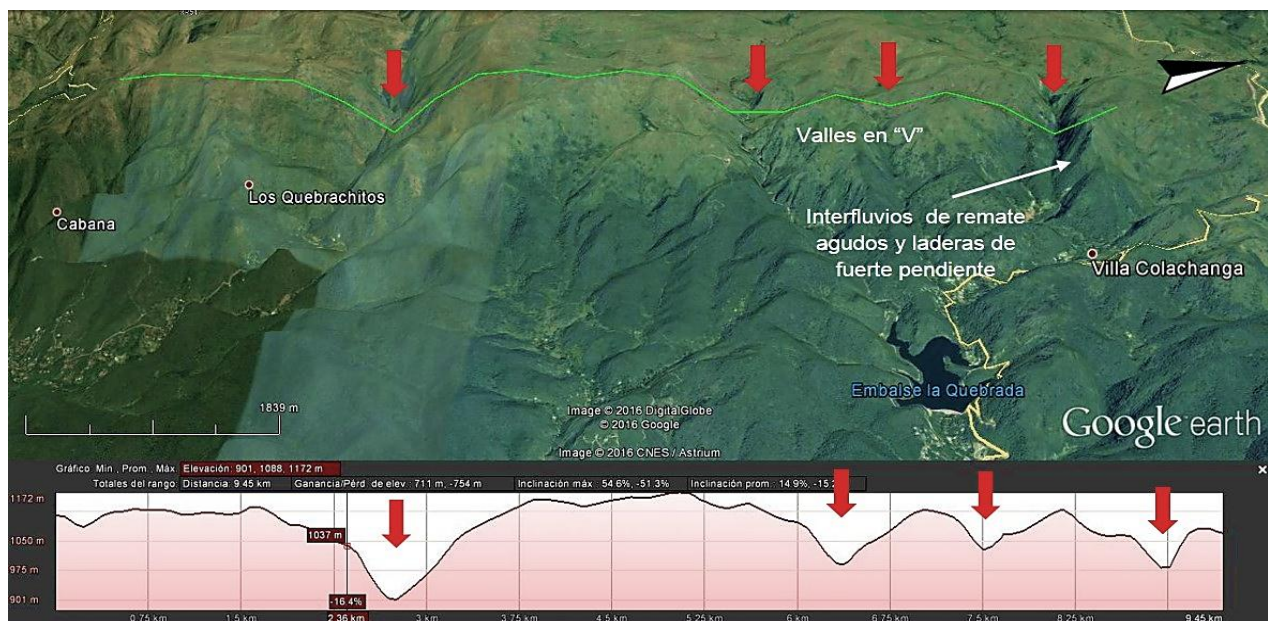 Valles en “V”
Los Quebrachitos
Cabana
Interfluvios de remate
agudos y laderas de
fuerte pendiente
Villa Colachanga
Embalse la Quebrada
1839 m
Image © 2016 DigitalGlobe
© 2016 Google
Image © 2016 CNES / Astrium
Google earth
Gráfico Min , Prom , Máx. Elevación: 901, 1088, 1172 m
Totales del rango: Distancia: 9.45 km Ganancia/Pérd. de elev.: 711 m, -754 m Inclinación máx.: 54.6%, -51.3% Inclinación prom.: 14.9%,
1172 m
1037 m
1050 m
975 m
901 m
-16.4%
0.75 km 1.5 km 2.36 km 3 km 3.75 km 4.5 km 5.25 km 6 km 6.75 km 7.5 km 8.25 km 9.45 km